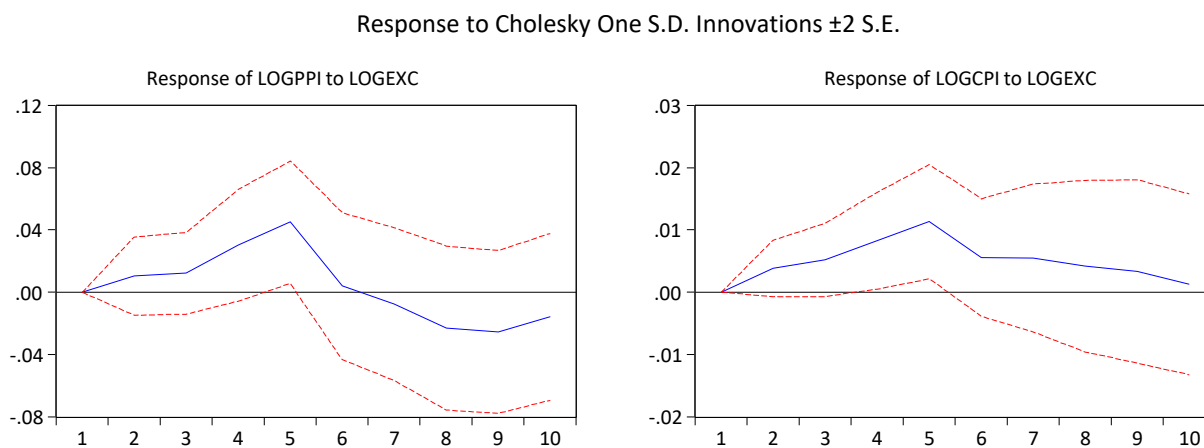 Response to Cholesky One S.D. Innovations ±2 S.E.
Response of LOGPPI to LOGEXC
.12
.08
.04
.00
-.04
-.08
1 2 3 4 5 6 7 8 9 10
Response of LOGCPI to LOGEXC
.03
.02
.01
.00
-.01
-.02
1 2 3 4 5 6 7 8 9 10